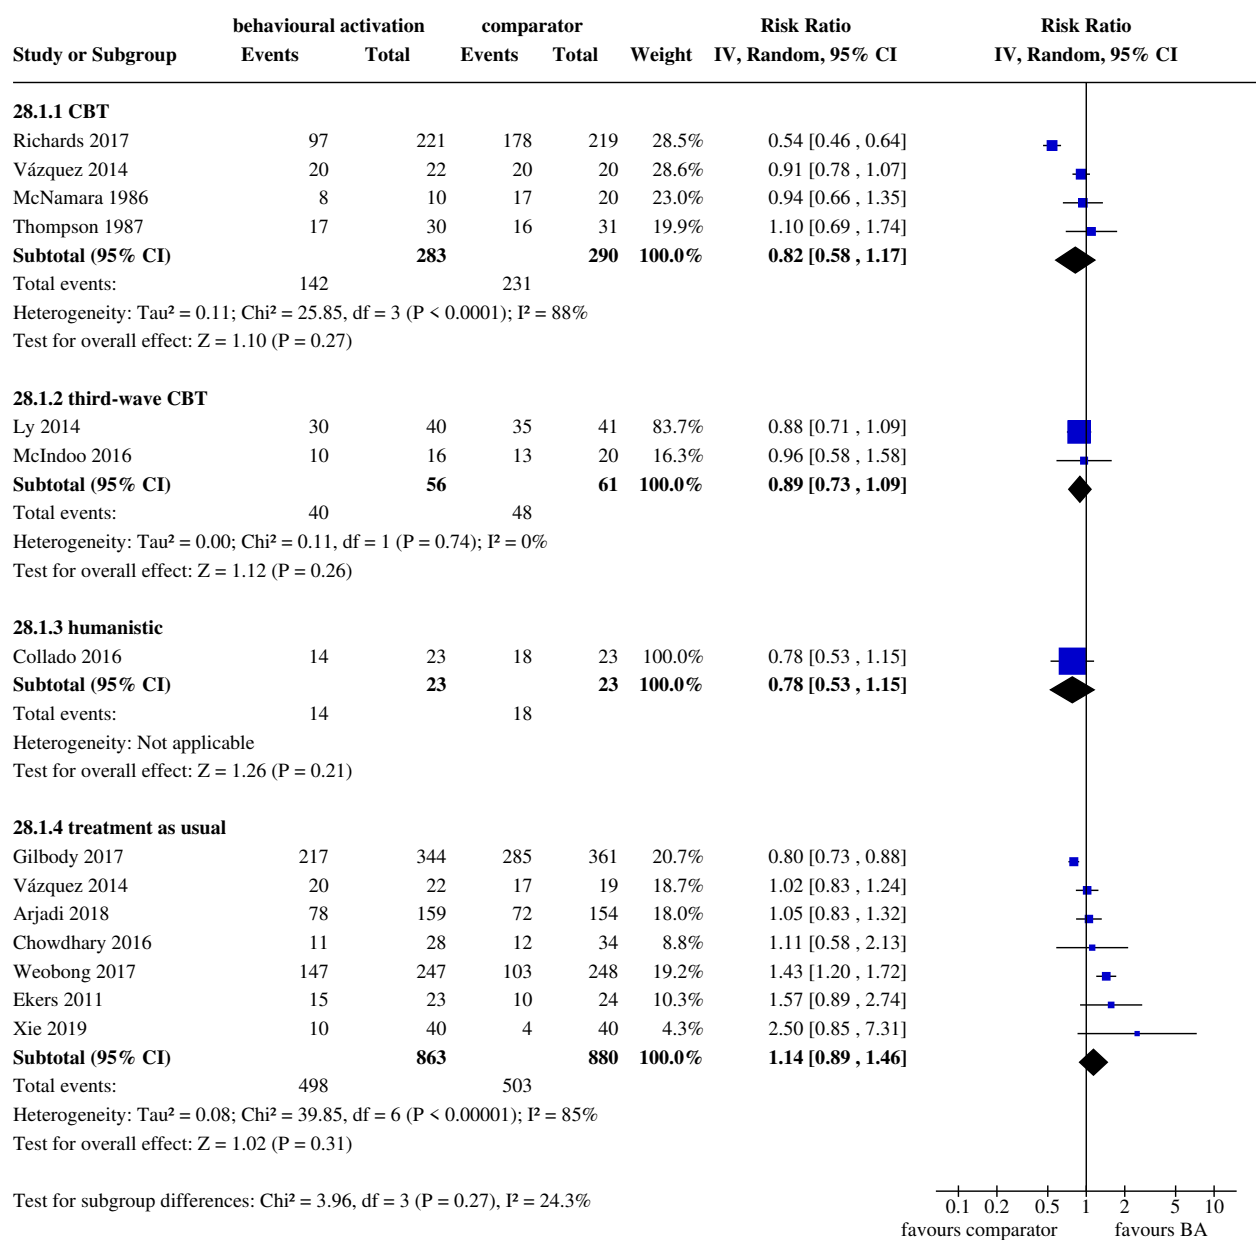 behavioural activation comparator Risk Ratio Risk Ratio
Study or Subgroup Events Total Events Total Weight IV, Random, 95% CI IV, Random, 95% CI
28.1.1 CBT
Richards 2017 97 221 178 219 28.5% 0.54 [0.46 , 0.64]
Vázquez 2014 20 22 20 20 28.6% 0.91 [0.78 , 1.07]
McNamara 1986 8 10 17 20 23.0% 0.94 [0.66 , 1.35]
Thompson 1987 17 30 16 31 19.9% 1.10 [0.69 , 1.74]
Subtotal (95% CI) 283 290 100.0% 0.82 [0.58 , 1.17]
Total events: 142 231
Heterogeneity: Tau² = 0.11; Chi² = 25.85, df = 3 (P < 0.0001); I² = 88%
Test for overall effect: Z = 1.10 (P = 0.27)
28.1.2 third-wave CBT
Ly 2014 30 40 35 41 83.7% 0.88 [0.71 , 1.09]
McIndoo 2016 10 16 13 20 16.3% 0.96 [0.58 , 1.58]
Subtotal (95% CI) 56 61 100.0% 0.89 [0.73 , 1.09]
Total events: 40 48
Heterogeneity: Tau² = 0.00; Chi² = 0.11, df = 1 (P = 0.74); I² = 0%
Test for overall effect: Z = 1.12 (P = 0.26)
28.1.3 humanistic
Collado 2016 14 23 18 23 100.0% 0.78 [0.53 , 1.15]
Subtotal (95% CI) 23 23 100.0% 0.78 [0.53 , 1.15]
Total events: 14 18
Heterogeneity: Not applicable
Test for overall effect: Z = 1.26 (P = 0.21)
28.1.4 treatment as usual
Gilbody 2017 217 344 285 361 20.7% 0.80 [0.73 , 0.88]
Vázquez 2014 20 22 17 19 18.7% 1.02 [0.83 , 1.24]
Arjadi 2018 78 159 72 154 18.0% 1.05 [0.83 , 1.32]
Chowdhary 2016 11 28 12 34 8.8% 1.11 [0.58 , 2.13]
Weobong 2017 147 247 103 248 19.2% 1.43 [1.20 , 1.72]
Ekers 2011 15 23 10 24 10.3% 1.57 [0.89 , 2.74]
Xie 2019 10 40 4 40 4.3% 2.50 [0.85 , 7.31]
Subtotal (95% CI) 863 880 100.0% 1.14 [0.89 , 1.46]
Total events: 498 503
Heterogeneity: Tau² = 0.08; Chi² = 39.85, df = 6 (P < 0.00001); I² = 85%
Test for overall effect: Z = 1.02 (P = 0.31)
Test for subgroup differences: Chi² = 3.96, df = 3 (P = 0.27), I² = 24.3%
0.1 0.2 0.5 1 2 5 10
favours comparator favours BA